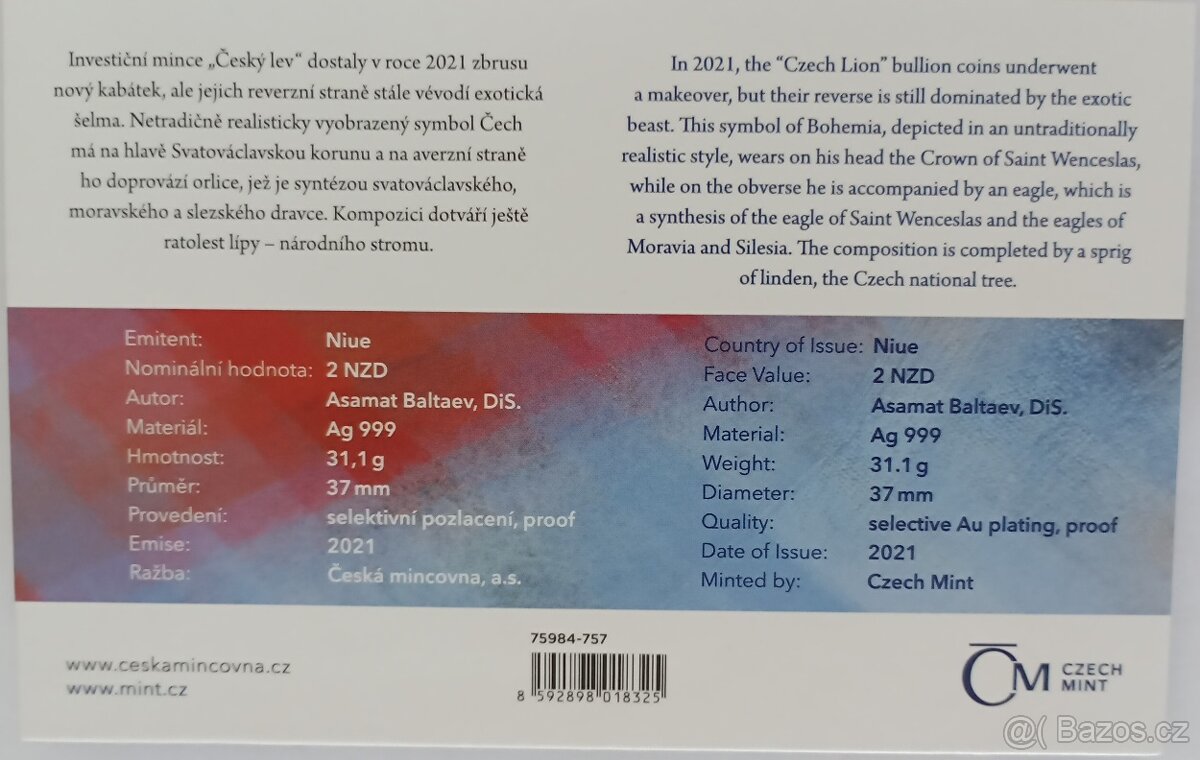 Investiční mince „Český lev“ dostaly v roce 2021 zbrusu
nový kabátek, ale jejich reverzní straně stále vévodí exotická
šelma. Netradičně realisticky vyobrazený symbol Čech
má na hlavě Svatováclavskou korunu a na averzní straně
ho doprovází orlice, jež je syntézou svatováclavského,
moravského a slezského dravce. Kompozici dotváří ještě
ratolest lípy – národního stromu.
In 2021, the “Czech Lion” bullion coins underwent
a makeover, but their reverse is still dominated by the exotic
beast. This symbol of Bohemia, depicted in an untraditionally
realistic style, wears on his head the Crown of Saint Wenceslas,
while on the obverse he is accompanied by an eagle, which is
a synthesis of the eagle of Saint Wenceslas and the eagles of
Moravia and Silesia. The composition is completed by a sprig
of linden, the Czech national tree.
Emitent: Niue
Nominální hodnota: 2 NZD
Autor: Asamat Baltaev, DiS.
Materiál: Ag 999
Hmotnost: 31,1 g
Průměr: 37 mm
Provedení: selektivní pozlacení, proof
Emise: 2021
Ražba: Česká mincovna, a.s.
Country of Issue: Niue
Face Value: 2 NZD
Author: Asamat Baltaev, DiS.
Material: Ag 999
Weight: 31.1 g
Diameter: 37 mm
Quality: selective Au plating, proof
Date of Issue: 2021
Minted by: Czech Mint
www.ceskamincovna.cz
www.mint.cz
75984-757
8 592898 018325
CM CZECH
MINT
@( Bazos.cz